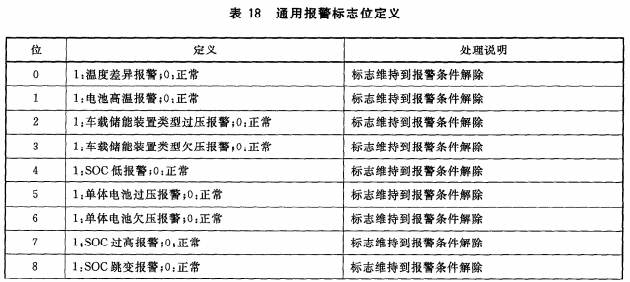 表 18 通用报警标志位定义
位 定义 处理说明
0 1:温度差异报警;0:正常 标志维持到报警条件解除
1 1:电池高温报警;0:正常 标志维持到报警条件解除
2 1:车载储能装置类型过压报警;0:正常 标志维持到报警条件解除
3 1:车载储能装置类型欠压报警;0:正常 标志维持到报警条件解除
4 1:SOC 低报警;0:正常 标志维持到报警条件解除
5 1:单体电池过压报警;0:正常 标志维持到报警条件解除
6 1:单体电池欠压报警;0:正常 标志维持到报警条件解除
7 1:SOC 过高报警;0:正常 标志维持到报警条件解除
8 1:SOC 跳变报警;0:正常 标志维持到报警条件解除